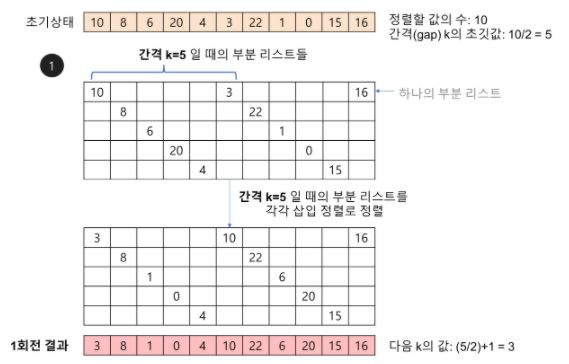 초기상태 10 8 6 20 4 3 22 1 0 15 16 정렬할 값의 수: 10
간격(gap) k의 초깃값: 10/2 = 5
1 간격 k=5 일 때의 부분 리스트들
10 3 16 하나의 부분 리스트
8 22
6 1
20 0
4 15
간격 k=5 일 때의 부분 리스트를
각각 삽입 정렬로 정렬
3 10 16
8 22
1 6
0 20
4 15
1회전 결과 3 8 1 0 4 10 22 6 20 15 16 다음 k의 값: (5/2)+1 = 3